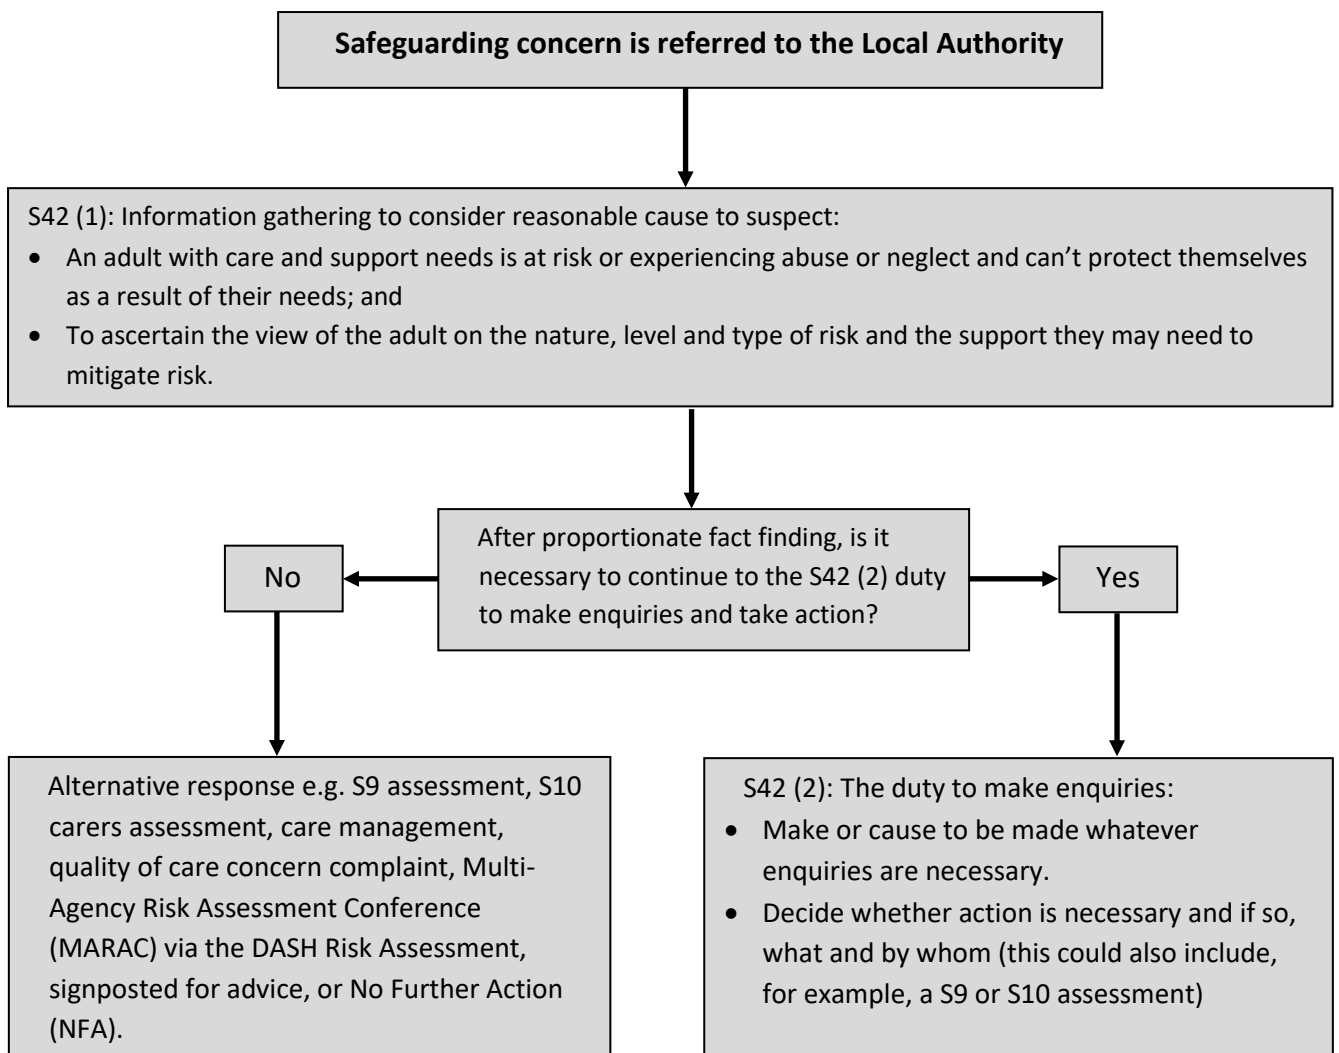 Safeguarding concern is referred to the Local Authority
S42 (1): Information gathering to consider reasonable cause to suspect:
• An adult with care and support needs is at risk or experiencing abuse or neglect and can’t protect themselves
as a result of their needs; and
• To ascertain the view of the adult on the nature, level and type of risk and the support they may need to
mitigate risk.
After proportionate fact finding, is it
necessary to continue to the S42 (2) duty
to make enquiries and take action?
No
Yes
Alternative response e.g. S9 assessment, S10
carers assessment, care management,
quality of care concern complaint, Multi-
Agency Risk Assessment Conference
(MARAC) via the DASH Risk Assessment,
signposted for advice, or No Further Action
(NFA).
S42 (2): The duty to make enquiries:
• Make or cause to be made whatever
enquiries are necessary.
• Decide whether action is necessary and if so,
what and by whom (this could also include,
for example, a S9 or S10 assessment)